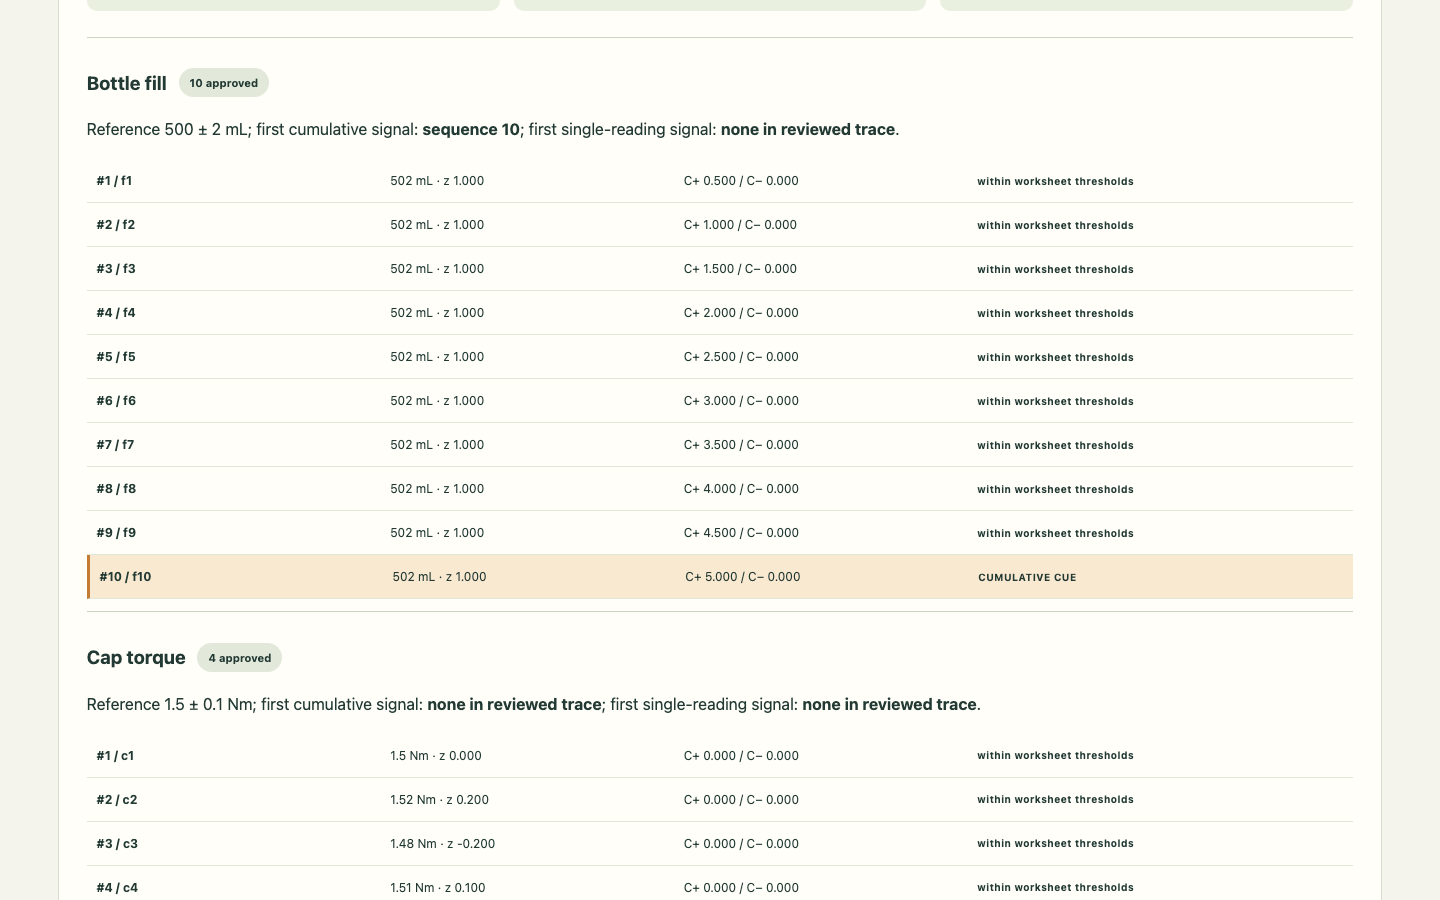 Bottle fill 10 approved
Reference 500 ± 2 mL; first cumulative signal: sequence 10; first single-reading signal: none in reviewed trace.
#1 / f1 502 mL · z 1.000 C+ 0.500 / C− 0.000 within worksheet thresholds
#2 / f2 502 mL · z 1.000 C+ 1.000 / C− 0.000 within worksheet thresholds
#3 / f3 502 mL · z 1.000 C+ 1.500 / C− 0.000 within worksheet thresholds
#4 / f4 502 mL · z 1.000 C+ 2.000 / C− 0.000 within worksheet thresholds
#5 / f5 502 mL · z 1.000 C+ 2.500 / C− 0.000 within worksheet thresholds
#6 / f6 502 mL · z 1.000 C+ 3.000 / C− 0.000 within worksheet thresholds
#7 / f7 502 mL · z 1.000 C+ 3.500 / C− 0.000 within worksheet thresholds
#8 / f8 502 mL · z 1.000 C+ 4.000 / C− 0.000 within worksheet thresholds
#9 / f9 502 mL · z 1.000 C+ 4.500 / C− 0.000 within worksheet thresholds
#10 / f10 502 mL · z 1.000 C+ 5.000 / C− 0.000 CUMULATIVE CUE
Cap torque 4 approved
Reference 1.5 ± 0.1 Nm; first cumulative signal: none in reviewed trace; first single-reading signal: none in reviewed trace.
#1 / c1 1.5 Nm · z 0.000 C+ 0.000 / C− 0.000 within worksheet thresholds
#2 / c2 1.52 Nm · z 0.200 C+ 0.000 / C− 0.000 within worksheet thresholds
#3 / c3 1.48 Nm · z -0.200 C+ 0.000 / C− 0.000 within worksheet thresholds
#4 / c4 1.51 Nm · z 0.100 C+ 0.000 / C− 0.000 within worksheet thresholds